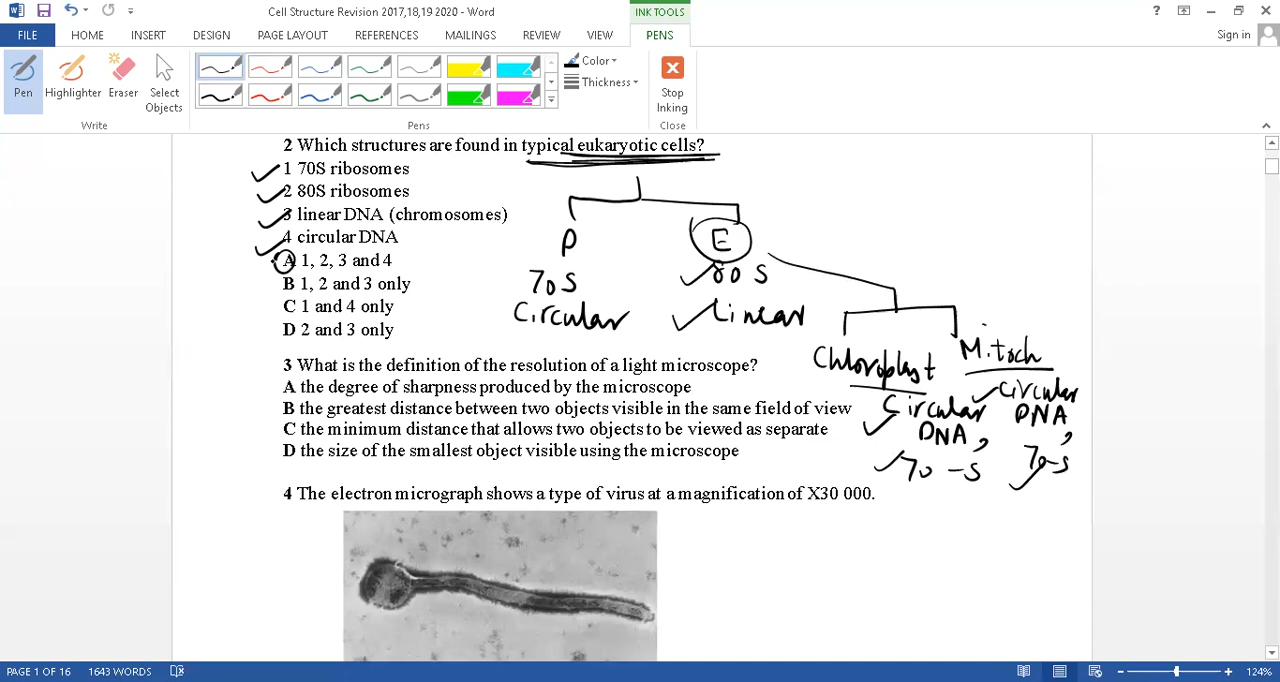 Cell Structure Revision 2017,18,19 2020 - Word
INK TOOLS
FILE HOME INSERT DESIGN PAGE LAYOUT REFERENCES MAILINGS REVIEW VIEW PENS
Sign in
Pen Highlighter Eraser Select Objects
Color
Thickness
Stop Inking
Write Pens Close
2 Which structures are found in typical eukaryotic cells?
1 70S ribosomes
2 80S ribosomes
3 linear DNA (chromosomes)
4 circular DNA
A 1, 2, 3 and 4
B 1, 2 and 3 only
C 1 and 4 only
D 2 and 3 only
P
70S
Circular
E
80 S
Linear
Chloroplast
Circular
DNA,
70-S
Mitoch
Circular
DNA,
70-S
3 What is the definition of the resolution of a light microscope?
A the degree of sharpness produced by the microscope
B the greatest distance between two objects visible in the same field of view
C the minimum distance that allows two objects to be viewed as separate
D the size of the smallest object visible using the microscope
4 The electron micrograph shows a type of virus at a magnification of X30 000.
PAGE 1 OF 16 1643 WORDS
124%